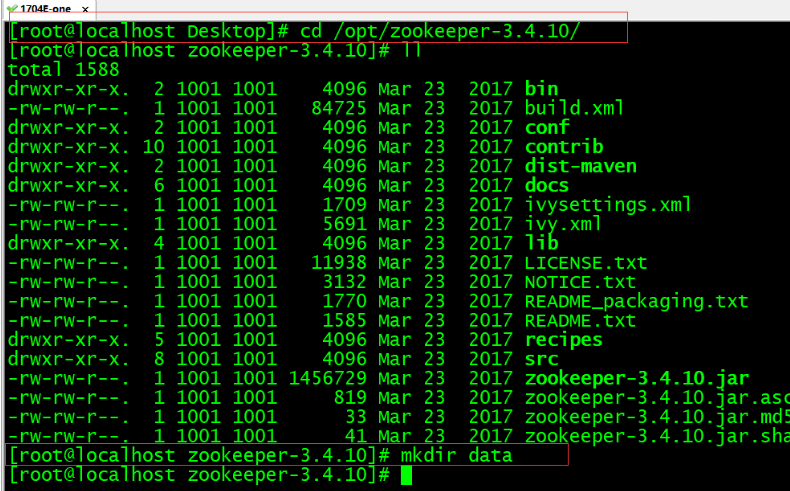 1704E-one ×
[root@localhost Desktop]# cd /opt/zookeeper-3.4.10/
[root@localhost zookeeper-3.4.10]# ll
total 1588
drwxr-xr-x.  2 1001 1001    4096 Mar 23  2017 bin
-rw-rw-r--.  1 1001 1001   84725 Mar 23  2017 build.xml
drwxr-xr-x.  2 1001 1001    4096 Mar 23  2017 conf
drwxr-xr-x. 10 1001 1001    4096 Mar 23  2017 contrib
drwxr-xr-x.  2 1001 1001    4096 Mar 23  2017 dist-maven
drwxr-xr-x.  6 1001 1001    4096 Mar 23  2017 docs
-rw-rw-r--.  1 1001 1001    1709 Mar 23  2017 ivysettings.xml
-rw-rw-r--.  1 1001 1001    5691 Mar 23  2017 ivy.xml
drwxr-xr-x.  4 1001 1001    4096 Mar 23  2017 lib
-rw-rw-r--.  1 1001 1001   11938 Mar 23  2017 LICENSE.txt
-rw-rw-r--.  1 1001 1001    3132 Mar 23  2017 NOTICE.txt
-rw-rw-r--.  1 1001 1001    1770 Mar 23  2017 README_packaging.txt
-rw-rw-r--.  1 1001 1001    1585 Mar 23  2017 README.txt
drwxr-xr-x.  5 1001 1001    4096 Mar 23  2017 recipes
drwxr-xr-x.  8 1001 1001    4096 Mar 23  2017 src
-rw-rw-r--.  1 1001 1001 1456729 Mar 23  2017 zookeeper-3.4.10.jar
-rw-rw-r--.  1 1001 1001     819 Mar 23  2017 zookeeper-3.4.10.jar.asc
-rw-rw-r--.  1 1001 1001      33 Mar 23  2017 zookeeper-3.4.10.jar.md5
-rw-rw-r--.  1 1001 1001      41 Mar 23  2017 zookeeper-3.4.10.jar.sha
[root@localhost zookeeper-3.4.10]# mkdir data
[root@localhost zookeeper-3.4.10]#